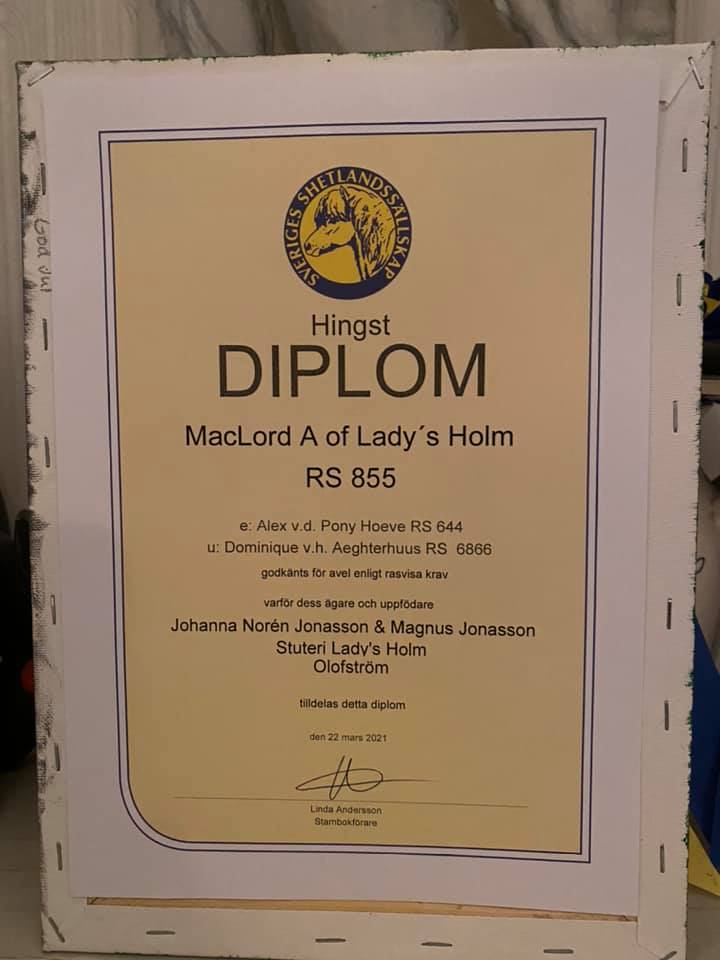 SVERIGES SHETLANDSSÄLLSKAP
Hingst
DIPLOM
MacLord A of Lady´s Holm
RS 855
e: Alex v.d. Pony Hoeve RS 644
u: Dominique v.h. Aeghterhuus RS 6866
godkänts för avel enligt rasvisa krav
varför dess ägare och uppfödare
Johanna Norén Jonasson & Magnus Jonasson
Stuteri Lady's Holm
Olofström
tilldelas detta diplom
den 22 mars 2021
Linda Andersson
Stambokförare
God Jul